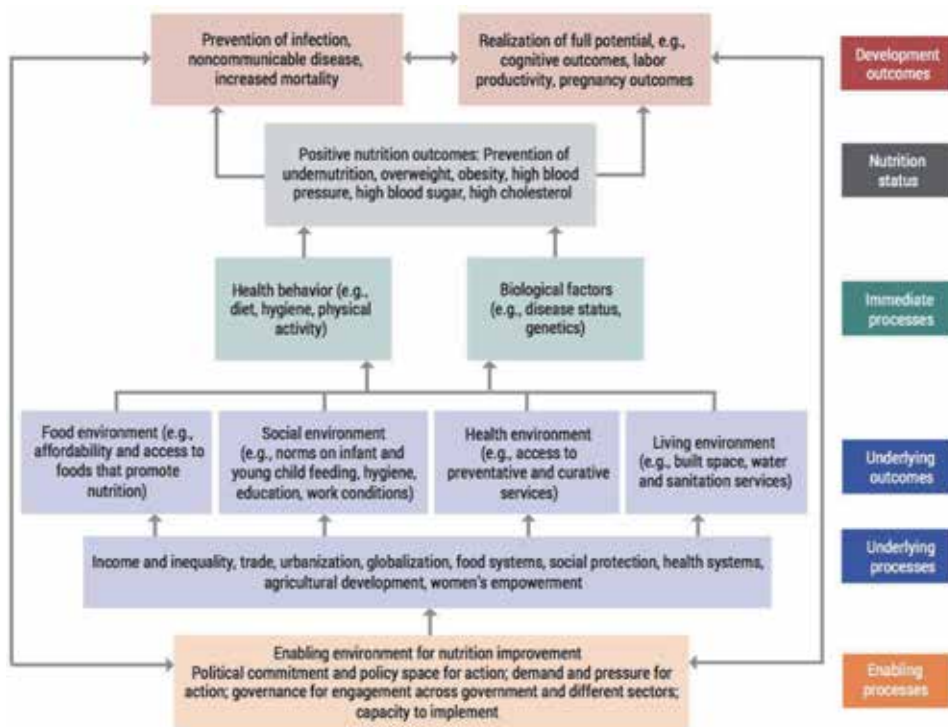 Prevention of infection,
noncommunicable disease,
increased mortality
Realization of full potential, e.g.,
cognitive outcomes, labor
productivity, pregnancy outcomes
Development
outcomes
Positive nutrition outcomes: Prevention of
undernutrition, overweight, obesity, high blood
pressure, high blood sugar, high cholesterol
Nutrition
status
Health behavior (e.g.,
diet, hygiene, physical
activity)
Biological factors
(e.g., disease status,
genetics)
Immediate
processes
Food environment (e.g.,
affordability and access to
foods that promote
nutrition)
Social environment
(e.g., norms on infant and
young child feeding, hygiene,
education, work conditions)
Health environment
(e.g., access to
preventative and curative
services)
Living environment
(e.g., built space, water
and sanitation services)
Underlying
outcomes
Income and inequality, trade, urbanization, globalization, food systems, social protection, health systems,
agricultural development, women's empowerment
Underlying
processes
Enabling environment for nutrition improvement
Political commitment and policy space for action; demand and pressure for
action; governance for engagement across government and different sectors;
capacity to implement
Enabling
processes